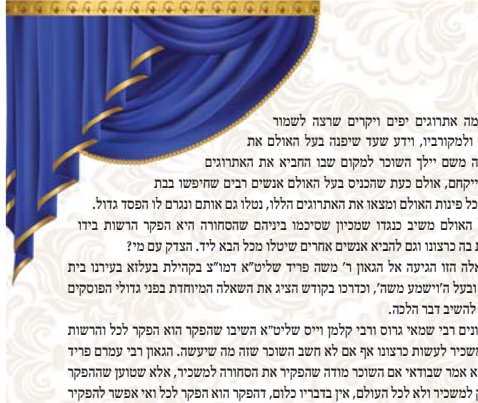 מה אתרוגים יפים ויקרים שרצה לשמור
ולמקורביו, וידע שעד שיפנה בעל האולם את
ה משם יילך השוכר למקום שבו החביא את האתרוגים
ייקחם, אולם כעת שהכניס בעל האולם אנשים רבים שחיפשו בבת
כל פינות האולם ומצאו את האתרוגים הללו, נטלו גם אותם ונגרם לו הפסד גדול.
האולם משיב כנגדו שמכיון שסיכמו ביניהם שהסחורה היא הפקר הרשות בידו
ת בה כרצונו וגם להביא אנשים אחרים שיטלו מכל הבא ליד. הצדק עם מי?
אלה הזו הגיעה אל הגאון ר' משה פריד שליט"א דמו"צ בקהילת בעלזא בעירנו בית
ובעל ה'וישמע משה', וכדרכו בקודש הציג את השאלה המיוחדת בפני גדולי הפוסקים
להשיב דבר הלכה.
ונים רבי שמאי גרוס ורבי קלמן וייס שליט"א השיבו שהפקר הוא הפקר לכל והרשות
משכיר לעשות כרצונו אף אם לא חשב השוכר שזה מה שיעשה. הגאון רבי עמרם פריד
א אמר שבודאי אם השוכר מודה שהפקיר את הסחורה למשכיר, אלא שטוען שההפקר
ק למשכיר ולא לכל העולם, אין בדבריו כלום, דהפקר הוא הפקר לכל ואי אפשר להפקיר